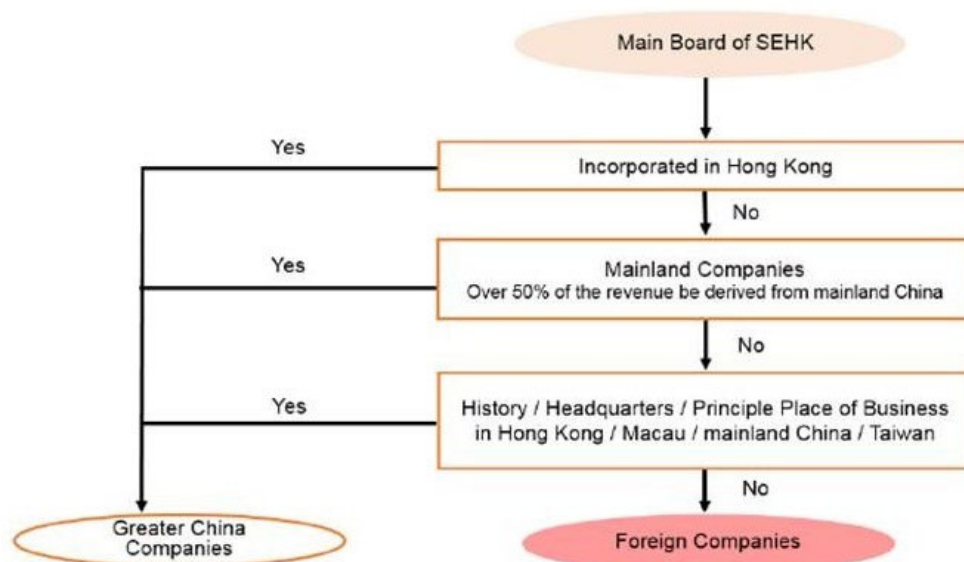 Main Board of SEHK
Yes
Incorporated in Hong Kong
No
Yes
Mainland Companies
Over 50% of the revenue be derived from mainland China
No
Yes
History / Headquarters / Principle Place of Business
in Hong Kong / Macau / mainland China / Taiwan
No
Greater China
Companies
Foreign Companies